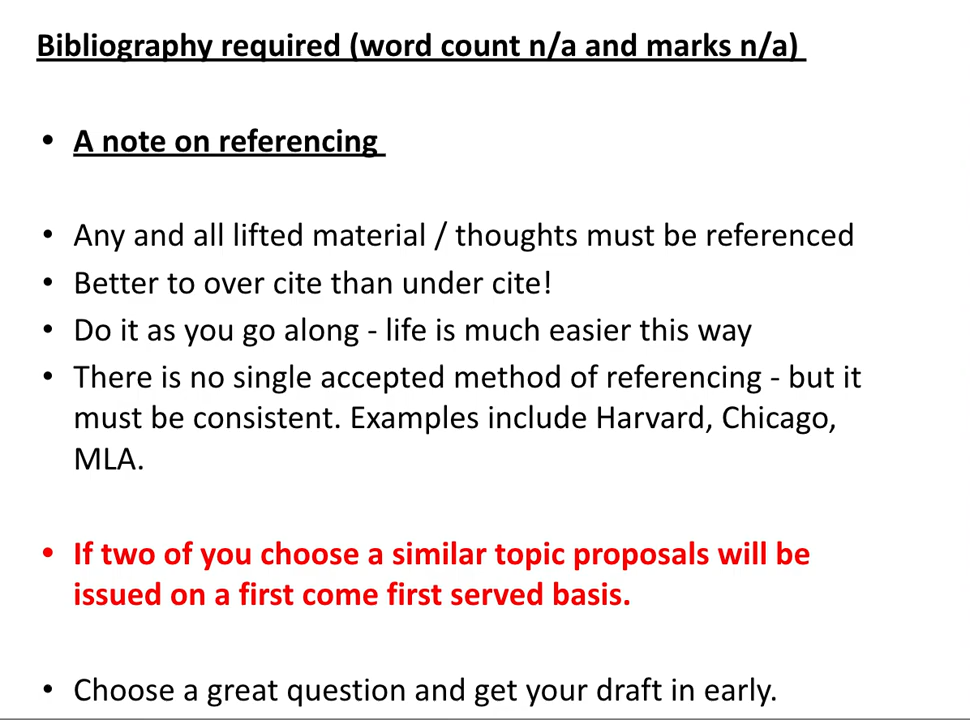 Bibliography required (word count n/a and marks n/a)
• A note on referencing
• Any and all lifted material / thoughts must be referenced
• Better to over cite than under cite!
• Do it as you go along - life is much easier this way
• There is no single accepted method of referencing - but it
must be consistent. Examples include Harvard, Chicago,
MLA.
• If two of you choose a similar topic proposals will be
issued on a first come first served basis.
• Choose a great question and get your draft in early.